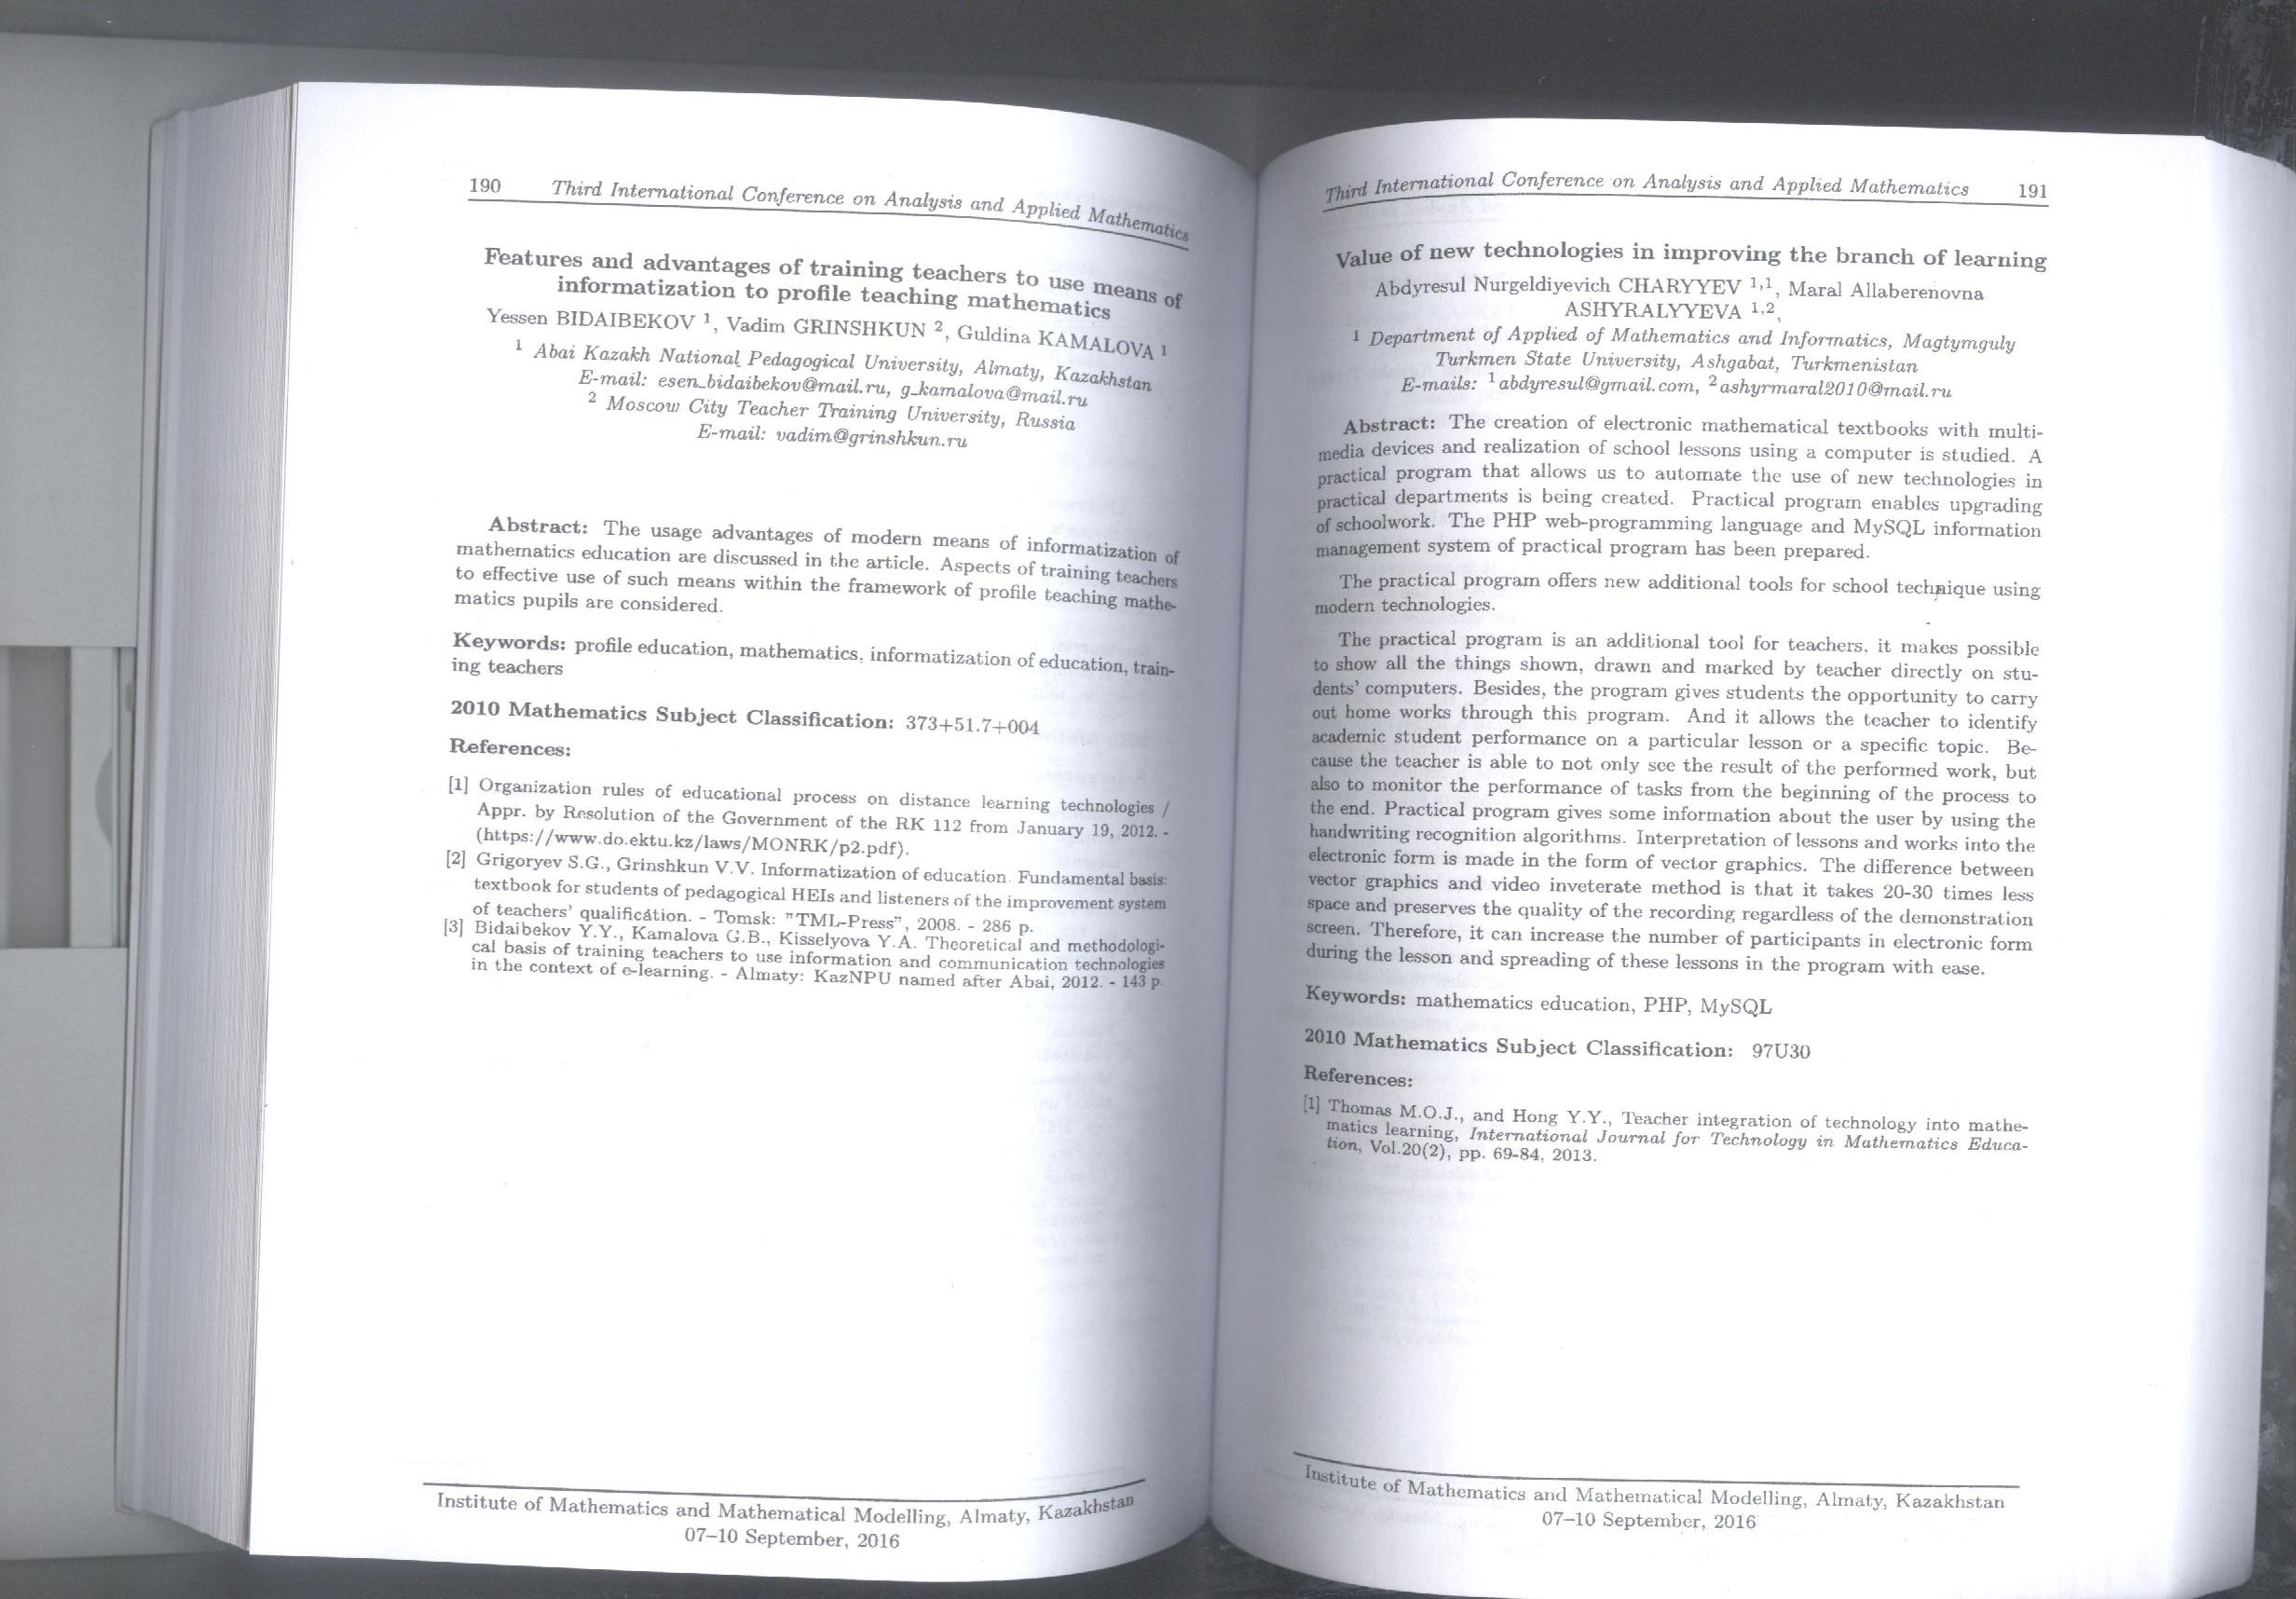 190 Third International Conference on Analysis and Applied Mathematics
Features and advantages of training teachers to use means of
informatization to profile teaching mathematics
Yessen BIDAIBEKOV 1, Vadim GRINSHKUN 2, Guldina KAMALOVA 1
1 Abai Kazakh National Pedagogical University, Almaty, Kazakhstan
E-mail: esen_bidaibekov@mail.ru, g_kamalova@mail.ru
2 Moscow City Teacher Training University, Russia
E-mail: vadim@grinshkun.ru
Abstract: The usage advantages of modern means of informatization of
mathematics education are discussed in the article. Aspects of training teachers
to effective use of such means within the framework of profile teaching mathe-
matics pupils are considered.
Keywords: profile education, mathematics, informatization of education, train-
ing teachers
2010 Mathematics Subject Classification: 373+51.7+004
References:
[1] Organization rules of educational process on distance learning technologies /
Appr. by Resolution of the Government of the RK 112 from January 19, 2012. -
(https://www.do.ektu.kz/laws/MONRK/p2.pdf).
[2] Grigoryev S.G., Grinshkun V.V. Informatization of education. Fundamental basis:
textbook for students of pedagogical HEIs and listeners of the improvement system
of teachers' qualification. - Tomsk: "TML-Press", 2008. - 286 p.
[3] Bidaibekov Y.Y., Kamalova G.B., Kisselyova Y.A. Theoretical and methodologi-
cal basis of training teachers to use information and communication technologies
in the context of e-learning. - Almaty: KazNPU named after Abai, 2012. - 143 p.
Institute of Mathematics and Mathematical Modelling, Almaty, Kazakhstan
07–10 September, 2016
Third International Conference on Analysis and Applied Mathematics 191
Value of new technologies in improving the branch of learning
Abdyresul Nurgeldiyevich CHARYYEV 1,1, Maral Allaberenovna
ASHYRALYYEVA 1,2,
1 Department of Applied of Mathematics and Informatics, Magtymguly
Turkmen State University, Ashgabat, Turkmenistan
E-mails: 1 abdyresul@gmail.com, 2 ashyrmaral2010@mail.ru
Abstract: The creation of electronic mathematical textbooks with multi-
media devices and realization of school lessons using a computer is studied. A
practical program that allows us to automate the use of new technologies in
practical departments is being created. Practical program enables upgrading
of schoolwork. The PHP web-programming language and MySQL information
management system of practical program has been prepared.
The practical program offers new additional tools for school technique using
modern technologies.
The practical program is an additional tool for teachers, it makes possible
to show all the things shown, drawn and marked by teacher directly on stu-
dents' computers. Besides, the program gives students the opportunity to carry
out home works through this program. And it allows the teacher to identify
academic student performance on a particular lesson or a specific topic. Be-
cause the teacher is able to not only see the result of the performed work, but
also to monitor the performance of tasks from the beginning of the process to
the end. Practical program gives some information about the user by using the
handwriting recognition algorithms. Interpretation of lessons and works into the
electronic form is made in the form of vector graphics. The difference between
vector graphics and video inveterate method is that it takes 20-30 times less
space and preserves the quality of the recording regardless of the demonstration
screen. Therefore, it can increase the number of participants in electronic form
during the lesson and spreading of these lessons in the program with ease.
Keywords: mathematics education, PHP, MySQL
2010 Mathematics Subject Classification: 97U30
References:
[1] Thomas M.O.J., and Hong Y.Y., Teacher integration of technology into mathe-
matics learning, International Journal for Technology in Mathematics Educa-
tion, Vol.20(2), pp. 69-84, 2013.
Institute of Mathematics and Mathematical Modelling, Almaty, Kazakhstan
07–10 September, 2016